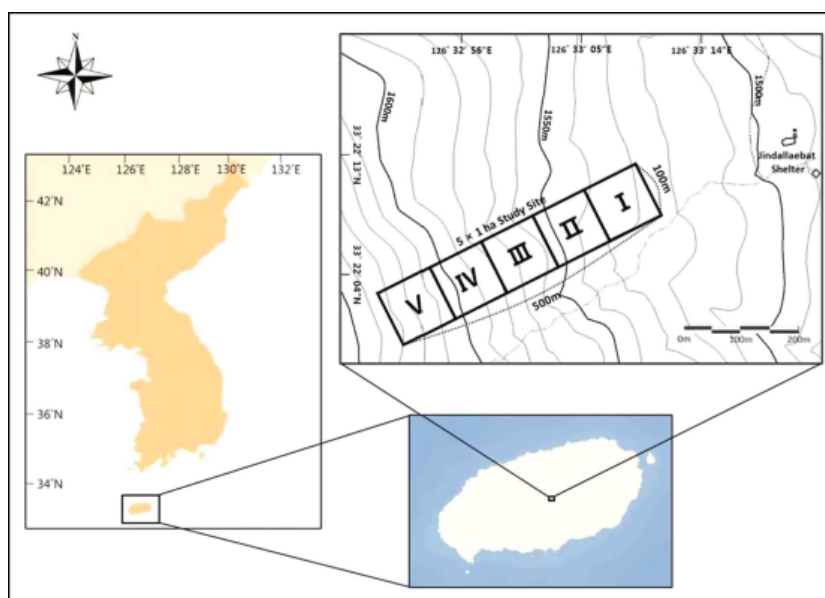 N
124°E 126°E 128°E 130°E 132°E
42°N
40°N
38°N
36°N
34°N
126° 32' 56"E
126° 33' 05"E
126° 33' 14"E
33° 22' 13"N
33° 22' 04"N
1600m
1550m
1500m
Jindallaebat
Shelter
100m
5 × 1 ha Study Site
I
II
III
IV
V
500m
0m 100m 200m